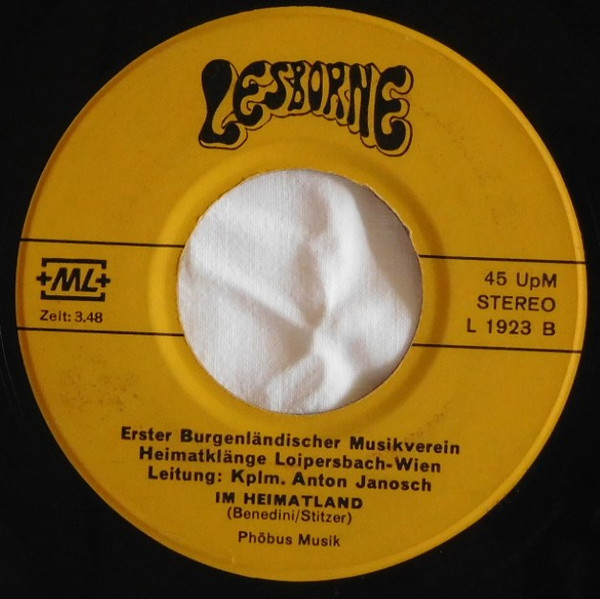 LESBORNE
+ML+
Zeit: 3.48
45 UpM
STEREO
L 1923 B
Erster Burgenländischer Musikverein
Heimatklänge Loipersbach-Wien
Leitung: Kplm. Anton Janosch
IM HEIMATLAND
(Benedini/Stitzer)
Phöbus Musik